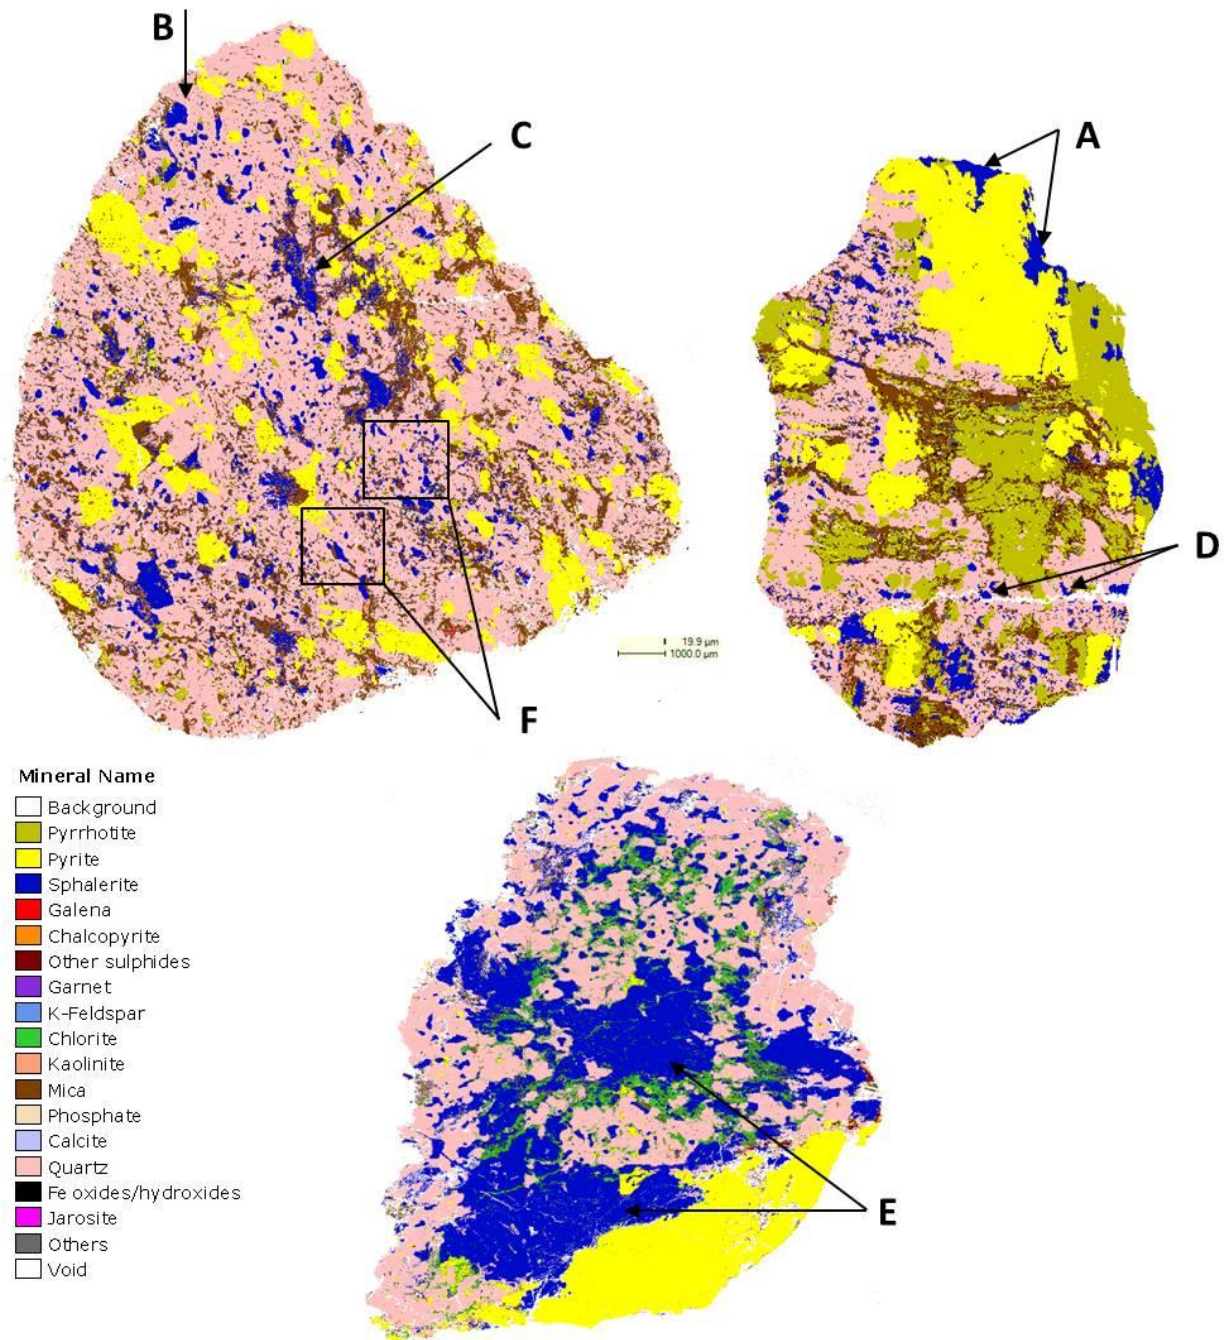 B
C
A
D
19.9 µm
1000.0 µm
F
Mineral Name
Background
Pyrrhotite
Pyrite
Sphalerite
Galena
Chalcopyrite
Other sulphides
Garnet
K-Feldspar
Chlorite
Kaolinite
Mica
Phosphate
Calcite
Quartz
Fe oxides/hydroxides
Jarosite
Others
Void
E